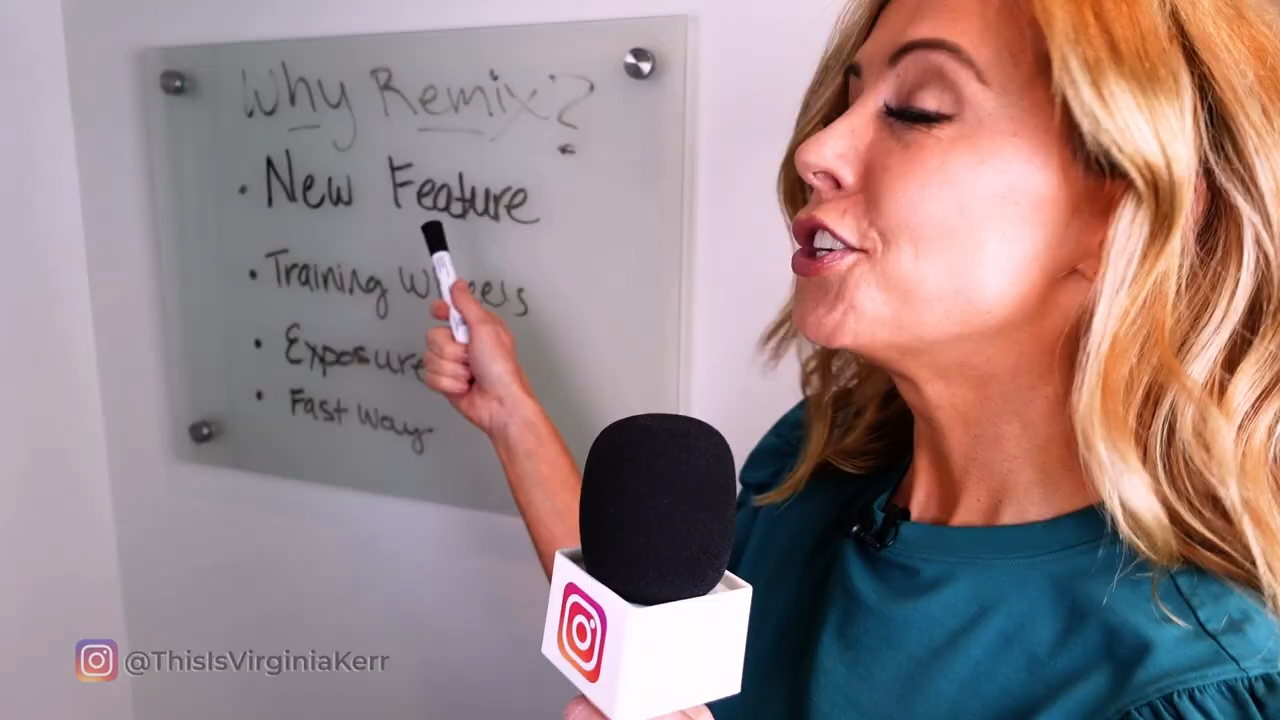 Why Remix?
• New Feature
• Training Wheels
• Exposure
• Fast Way
@ThisIsVirginiaKerr